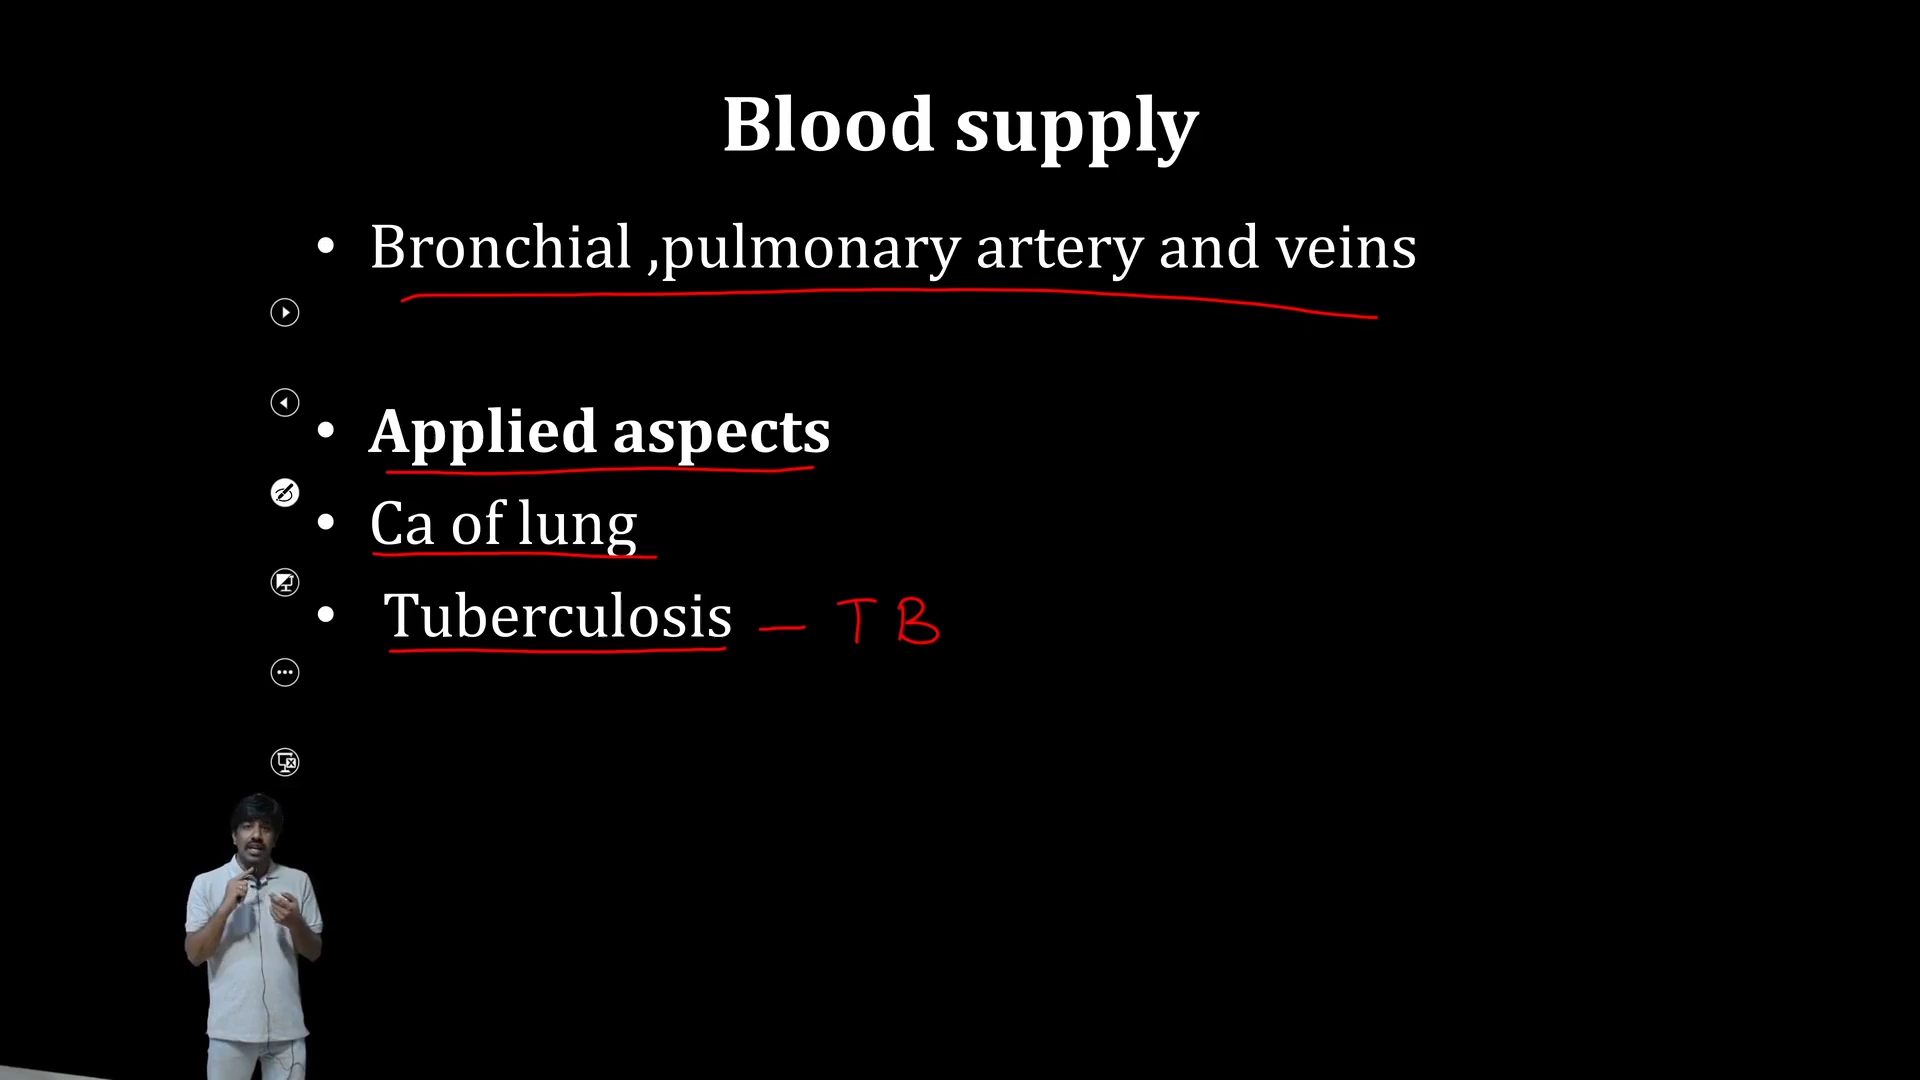 Blood supply
• Bronchial ,pulmonary artery and veins
• Applied aspects
• Ca of lung
• Tuberculosis – TB